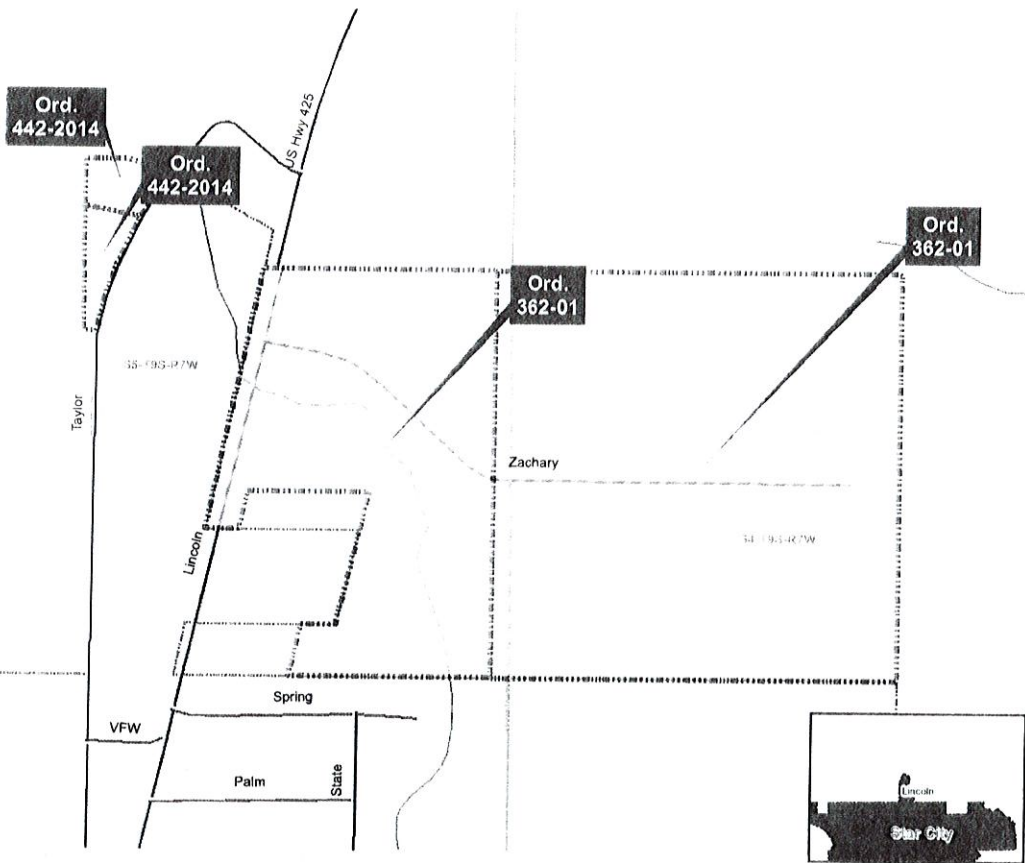 US Hwy 425
Ord.
442-2014
Ord.
442-2014
Ord.
362-01
Ord.
362-01
Taylor
Zachary
Lincoln
Spring
VFW
Palm
State
Lincoln
Star City